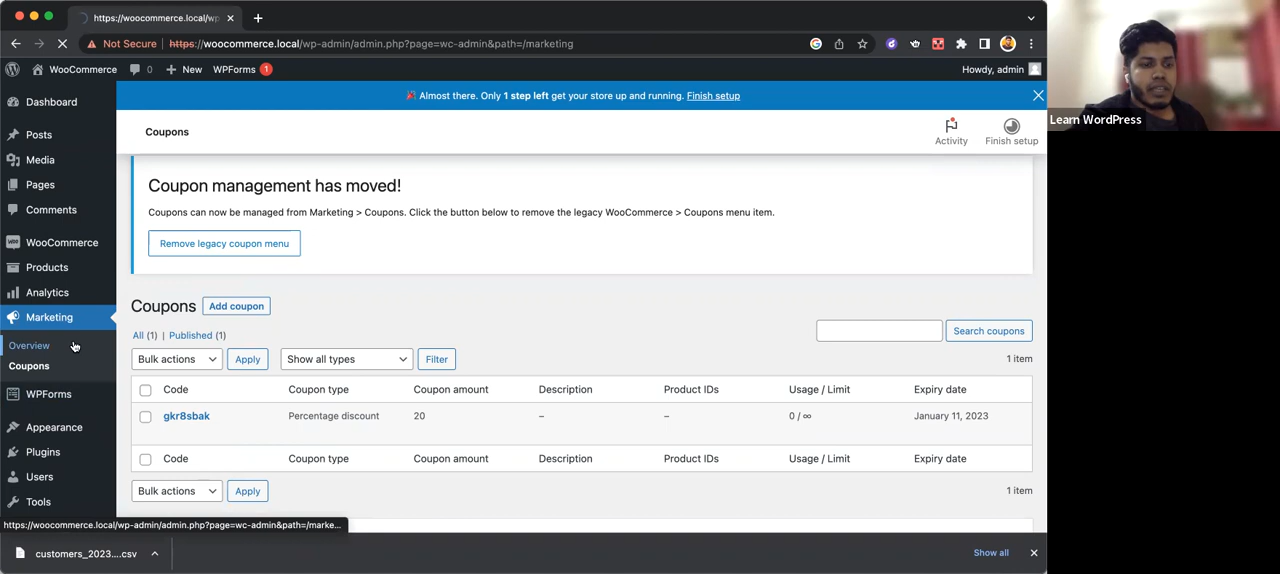 https://woocommerce.local/wp
Not Secure https://woocommerce.local/wp-admin/admin.php?page=wc-admin&path=/marketing
WooCommerce 0 New WPForms 1 Howdy, admin
Dashboard
Posts
Media
Pages
Comments
WooCommerce
Products
Analytics
Marketing
Overview
Coupons
WPForms
Appearance
Plugins
Users
Tools
Almost there. Only 1 step left get your store up and running. Finish setup
Coupons
Activity
Finish setup
Coupon management has moved!
Coupons can now be managed from Marketing > Coupons. Click the button below to remove the legacy WooCommerce > Coupons menu item.
Remove legacy coupon menu
Coupons Add coupon
All (1) | Published (1)
Search coupons
Bulk actions Apply Show all types Filter 1 item
Code Coupon type Coupon amount Description Product IDs Usage / Limit Expiry date
gkr8sbak Percentage discount 20 – – 0 / ∞ January 11, 2023
Code Coupon type Coupon amount Description Product IDs Usage / Limit Expiry date
Bulk actions Apply 1 item
https://woocommerce.local/wp-admin/admin.php?page=wc-admin&path=/marke...
customers_2023....csv Show all
Learn WordPress